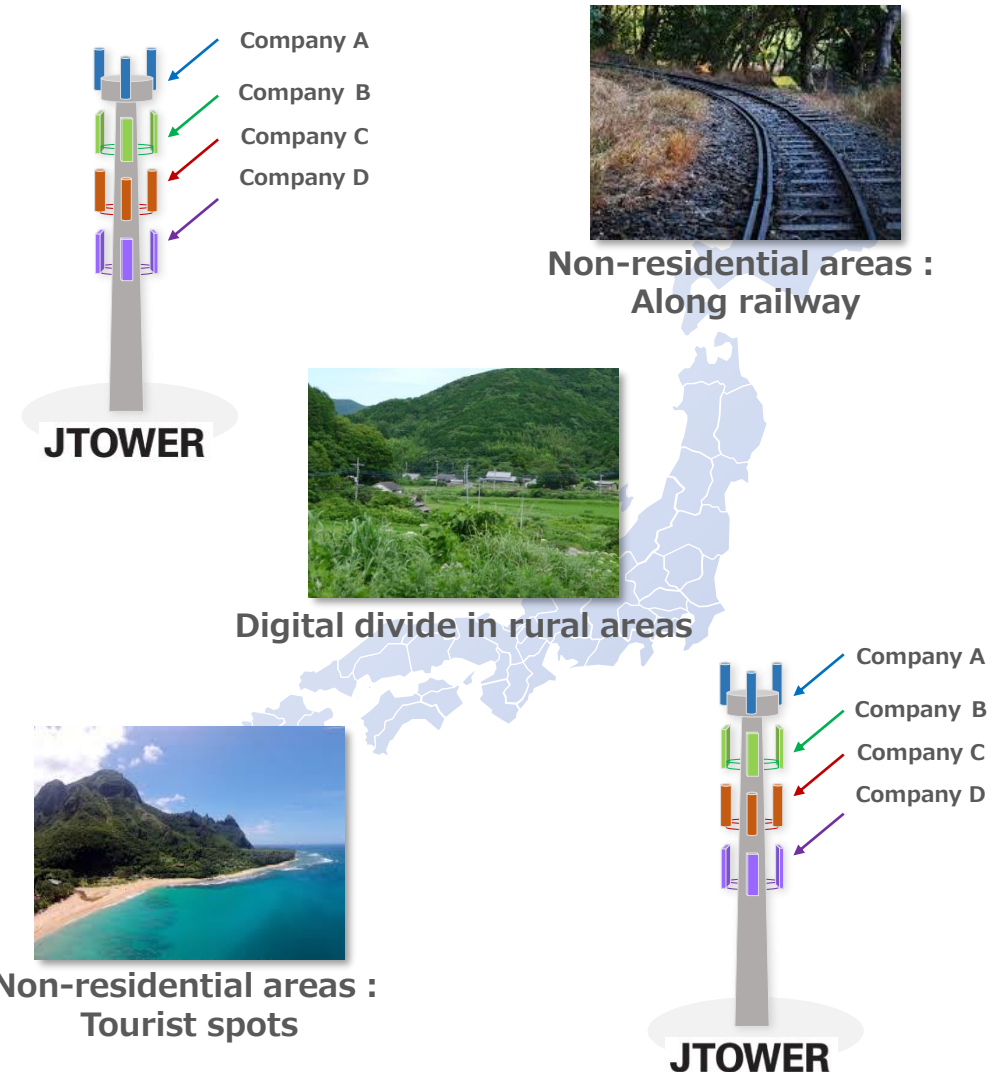 Company A
Company B
Company C
Company D
JTOWER
Non-residential areas :
Along railway
Digital divide in rural areas
Company A
Company B
Company C
Company D
JTOWER
Non-residential areas :
Tourist spots